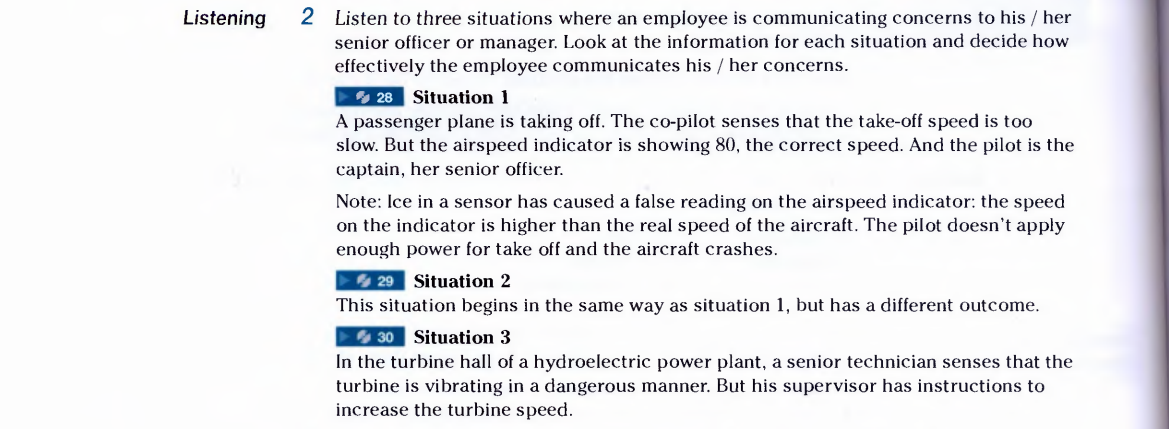 Listening 2 Listen to three situations where an employee is communicating concerns to his / her
senior officer or manager. Look at the information for each situation and decide how
effectively the employee communicates his / her concerns.
28 Situation 1
A passenger plane is taking off. The co-pilot senses that the take-off speed is too
slow. But the airspeed indicator is showing 80, the correct speed. And the pilot is the
captain, her senior officer.
Note: Ice in a sensor has caused a false reading on the airspeed indicator: the speed
on the indicator is higher than the real speed of the aircraft. The pilot doesn't apply
enough power for take off and the aircraft crashes.
29 Situation 2
This situation begins in the same way as situation 1, but has a different outcome.
30 Situation 3
In the turbine hall of a hydroelectric power plant, a senior technician senses that the
turbine is vibrating in a dangerous manner. But his supervisor has instructions to
increase the turbine speed.